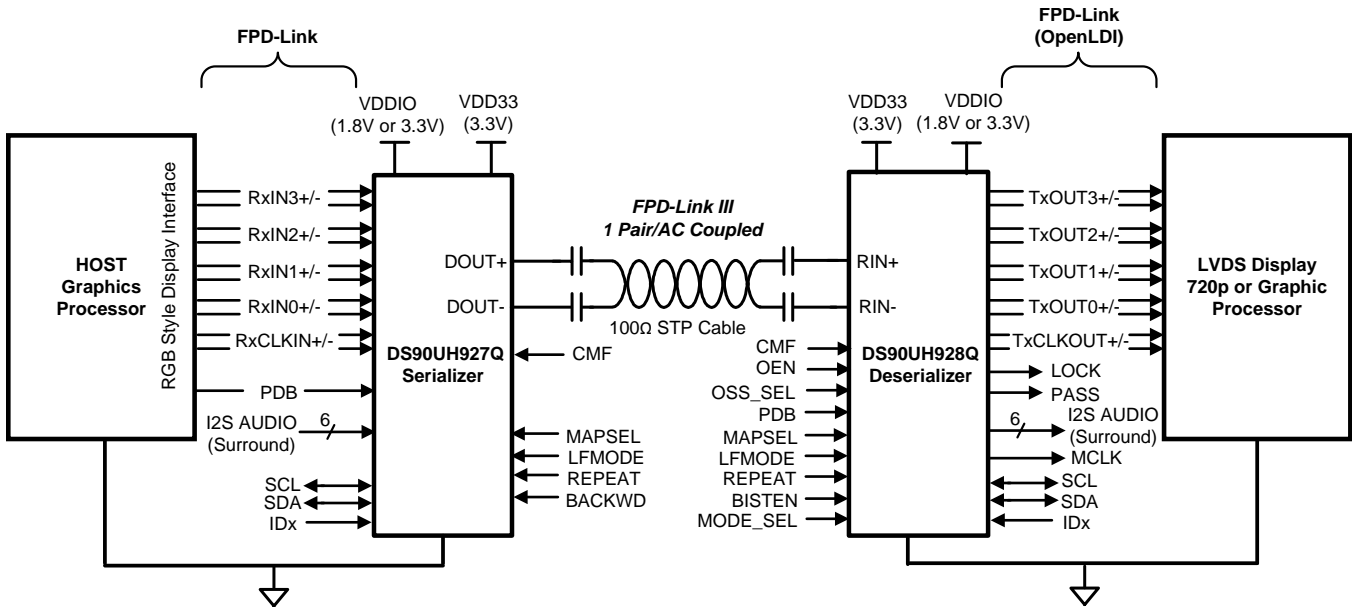 FPD-Link
FPD-Link
(OpenLDI)
VDDIO
(1.8V or 3.3V)
VDD33
(3.3V)
VDD33
(3.3V)
VDDIO
(1.8V or 3.3V)
HOST
Graphics
Processor
RGB Style Display Interface
RxIN3+/-
RxIN2+/-
RxIN1+/-
RxIN0+/-
RxCLKIN+/-
PDB
I2S AUDIO
(Surround)
6
SCL
SDA
IDx
DOUT+
DOUT-
DS90UH927Q
Serializer
CMF
MAPSEL
LFMODE
REPEAT
BACKWD
FPD-Link III
1 Pair/AC Coupled
100Ω STP Cable
RIN+
RIN-
DS90UH928Q
Deserializer
CMF
OEN
OSS_SEL
PDB
MAPSEL
LFMODE
REPEAT
BISTEN
MODE_SEL
TxOUT3+/-
TxOUT2+/-
TxOUT1+/-
TxOUT0+/-
TxCLKOUT+/-
LOCK
PASS
6
I2S AUDIO
(Surround)
MCLK
SCL
SDA
IDx
LVDS Display
720p or Graphic
Processor